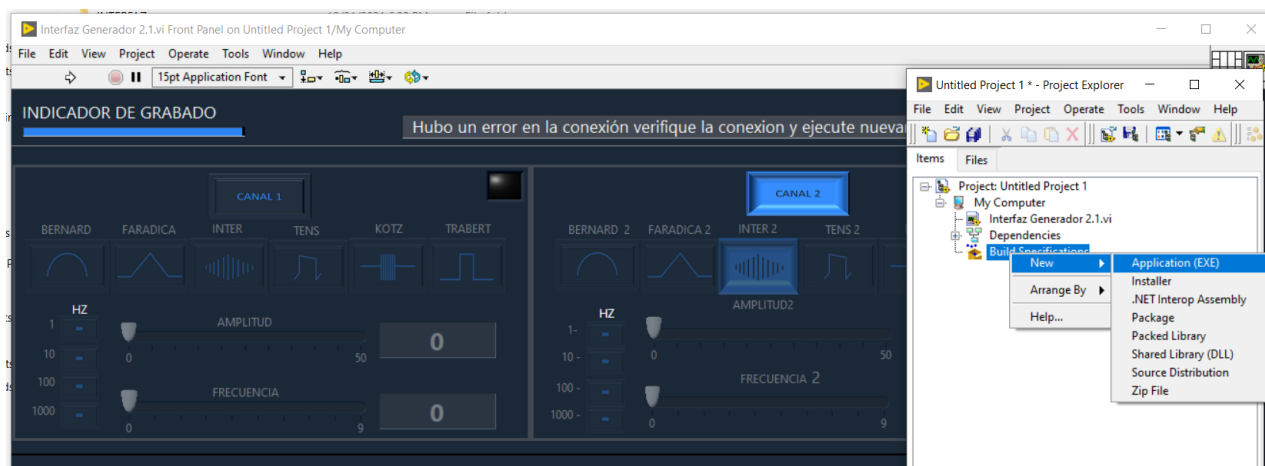 Interfaz Generador 2.1.vi Front Panel on Untitled Project 1/My Computer
File Edit View Project Operate Tools Window Help
15pt Application Font
INDICADOR DE GRABADO
Hubo un error en la conexión verifique la conexion y ejecute
CANAL 1
BERNARD FARADICA INTER TENS KOTZ TRABERT
HZ
1
10
100
1000
AMPLITUD
0 50
0
FRECUENCIA
0 9
0
CANAL 2
BERNARD 2 FARADICA 2 INTER 2 TENS 2
HZ
1-
10 -
100 -
1000 -
AMPLITUD2
0 50
FRECUENCIA 2
0 9
Untitled Project 1 * - Project Explorer
File Edit View Project Operate Tools Window Help
Items Files
Project: Untitled Project 1
My Computer
Interfaz Generador 2.1.vi
Dependencies
Build Specifications
New
Arrange By
Help...
Application (EXE)
Installer
.NET Interop Assembly
Package
Packed Library
Shared Library (DLL)
Source Distribution
Zip File